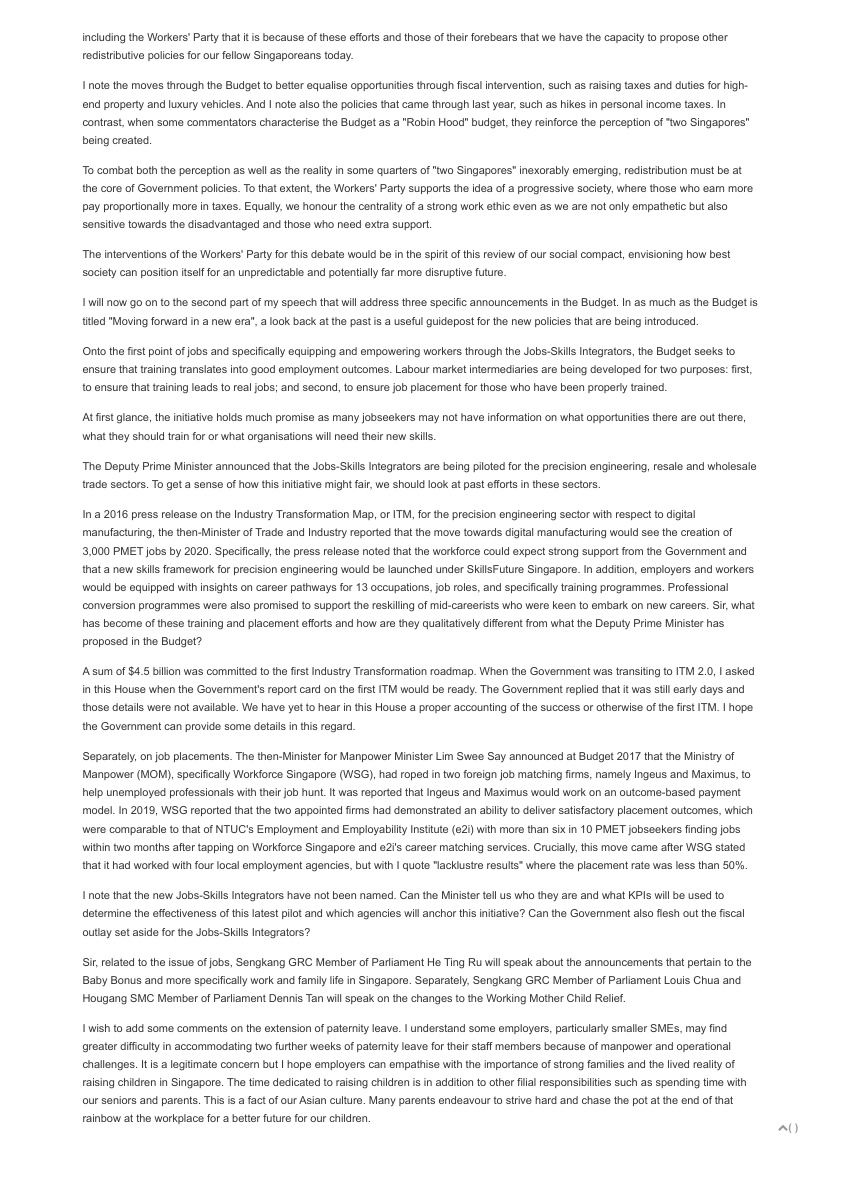 including the Workers' Party that it is because of these efforts and those of their forebears that we have the capacity to propose other
redistributive policies for our fellow Singaporeans today.
I note the moves through the Budget to better equalise opportunities through fiscal intervention, such as raising taxes and duties for high-
end property and luxury vehicles. And I note also the policies that came through last year, such as hikes in personal income taxes. In
contrast, when some commentators characterise the Budget as a "Robin Hood" budget, they reinforce the perception of "two Singapores"
being created.
To combat both the perception as well as the reality in some quarters of "two Singapores" inexorably emerging, redistribution must be at
the core of Government policies. To that extent, the Workers' Party supports the idea of a progressive society, where those who earn more
pay proportionally more in taxes. Equally, we honour the centrality of a strong work ethic even as we are not only empathetic but also
sensitive towards the disadvantaged and those who need extra support.
The interventions of the Workers' Party for this debate would be in the spirit of this review of our social compact, envisioning how best
society can position itself for an unpredictable and potentially far more disruptive future.
I will now go on to the second part of my speech that will address three specific announcements in the Budget. In as much as the Budget is
titled "Moving forward in a new era", a look back at the past is a useful guidepost for the new policies that are being introduced.
Onto the first point of jobs and specifically equipping and empowering workers through the Jobs-Skills Integrators, the Budget seeks to
ensure that training translates into good employment outcomes. Labour market intermediaries are being developed for two purposes: first,
to ensure that training leads to real jobs; and second, to ensure job placement for those who have been properly trained.
At first glance, the initiative holds much promise as many jobseekers may not have information on what opportunities there are out there,
what they should train for or what organisations will need their new skills.
The Deputy Prime Minister announced that the Jobs-Skills Integrators are being piloted for the precision engineering, resale and wholesale
trade sectors. To get a sense of how this initiative might fair, we should look at past efforts in these sectors.
In a 2016 press release on the Industry Transformation Map, or ITM, for the precision engineering sector with respect to digital
manufacturing, the then-Minister of Trade and Industry reported that the move towards digital manufacturing would see the creation of
3,000 PMET jobs by 2020. Specifically, the press release noted that the workforce could expect strong support from the Government and
that a new skills framework for precision engineering would be launched under SkillsFuture Singapore. In addition, employers and workers
would be equipped with insights on career pathways for 13 occupations, job roles, and specifically training programmes. Professional
conversion programmes were also promised to support the reskilling of mid-careerists who were keen to embark on new careers. Sir, what
has become of these training and placement efforts and how are they qualitatively different from what the Deputy Prime Minister has
proposed in the Budget?
A sum of $4.5 billion was committed to the first Industry Transformation roadmap. When the Government was transiting to ITM 2.0, I asked
in this House when the Government's report card on the first ITM would be ready. The Government replied that it was still early days and
those details were not available. We have yet to hear in this House a proper accounting of the success or otherwise of the first ITM. I hope
the Government can provide some details in this regard.
Separately, on job placements. The then-Minister for Manpower Minister Lim Swee Say announced at Budget 2017 that the Ministry of
Manpower (MOM), specifically Workforce Singapore (WSG), had roped in two foreign job matching firms, namely Ingeus and Maximus, to
help unemployed professionals with their job hunt. It was reported that Ingeus and Maximus would work on an outcome-based payment
model. In 2019, WSG reported that the two appointed firms had demonstrated an ability to deliver satisfactory placement outcomes, which
were comparable to that of NTUC's Employment and Employability Institute (e2i) with more than six in 10 PMET jobseekers finding jobs
within two months after tapping on Workforce Singapore and e2i's career matching services. Crucially, this move came after WSG stated
that it had worked with four local employment agencies, but with I quote "lacklustre results" where the placement rate was less than 50%.
I note that the new Jobs-Skills Integrators have not been named. Can the Minister tell us who they are and what KPIs will be used to
determine the effectiveness of this latest pilot and which agencies will anchor this initiative? Can the Government also flesh out the fiscal
outlay set aside for the Jobs-Skills Integrators?
Sir, related to the issue of jobs, Sengkang GRC Member of Parliament He Ting Ru will speak about the announcements that pertain to the
Baby Bonus and more specifically work and family life in Singapore. Separately, Sengkang GRC Member of Parliament Louis Chua and
Hougang SMC Member of Parliament Dennis Tan will speak on the changes to the Working Mother Child Relief.
I wish to add some comments on the extension of paternity leave. I understand some employers, particularly smaller SMEs, may find
greater difficulty in accommodating two further weeks of paternity leave for their staff members because of manpower and operational
challenges. It is a legitimate concern but I hope employers can empathise with the importance of strong families and the lived reality of
raising children in Singapore. The time dedicated to raising children is in addition to other filial responsibilities such as spending time with
our seniors and parents. This is a fact of our Asian culture. Many parents endeavour to strive hard and chase the pot at the end of that
rainbow at the workplace for a better future for our children.
( )